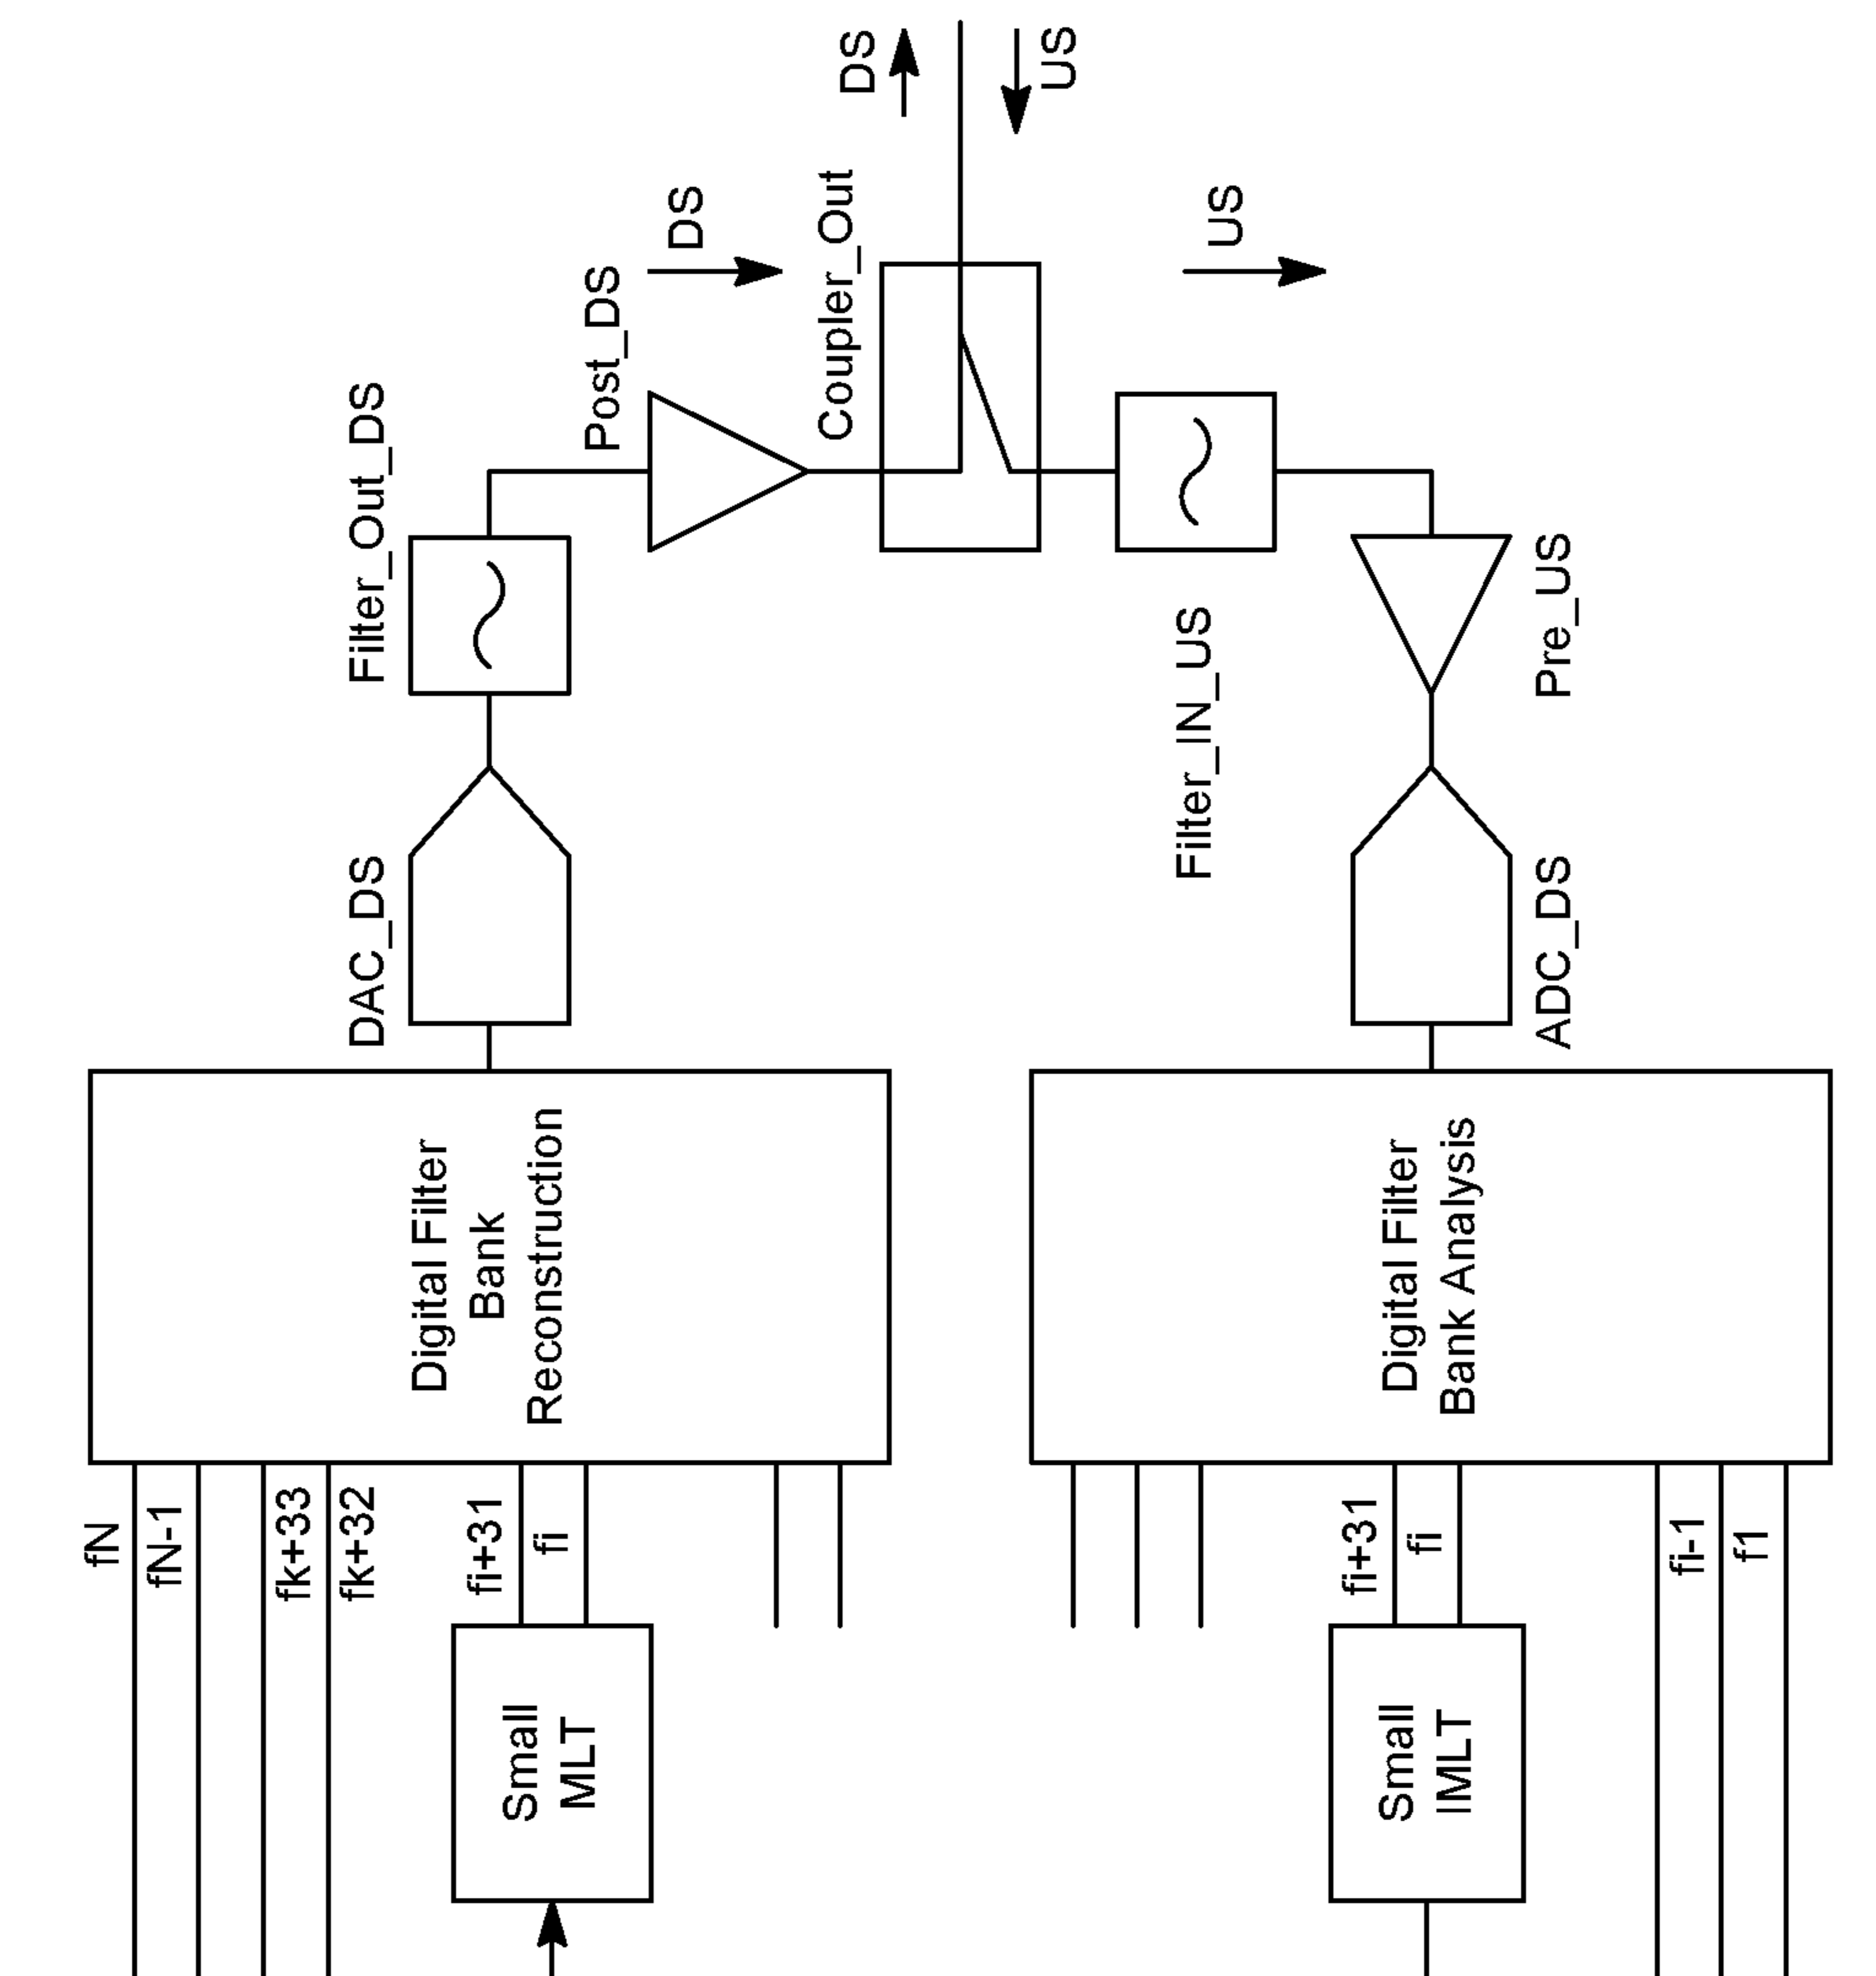 fN
fN-1
fk+33
fk+32
fi+31
fi
Small
MLT
Digital Filter
Bank
Reconstruction
DAC_DS
Filter_Out_DS
Post_DS
DS
Coupler_Out
DS
US
US
Filter_IN_US
Pre_US
ADC_DS
Digital Filter
Bank Analysis
fi+31
fi
fi-1
f1
Small
IMLT